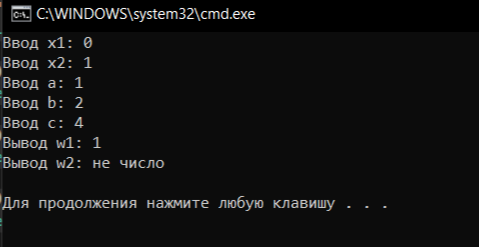 C:\WINDOWS\system32\cmd.exe
Ввод x1: 0
Ввод x2: 1
Ввод a: 1
Ввод b: 2
Ввод c: 4
Вывод w1: 1
Вывод w2: не число
Для продолжения нажмите любую клавишу . . .